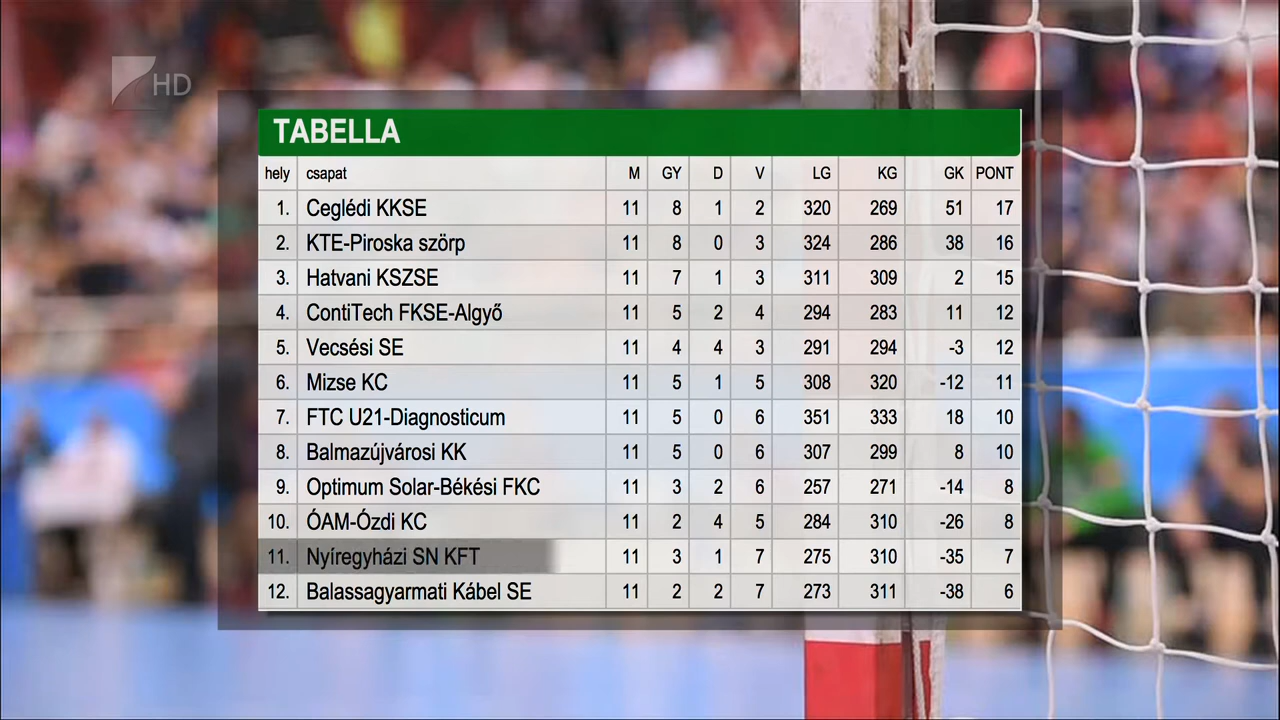 HD
TABELLA
hely csapat M GY D V LG KG GK PONT
1. Ceglédi KKSE 11 8 1 2 320 269 51 17
2. KTE-Piroska szörp 11 8 0 3 324 286 38 16
3. Hatvani KSZSE 11 7 1 3 311 309 2 15
4. ContiTech FKSE-Algyő 11 5 2 4 294 283 11 12
5. Vecsési SE 11 4 4 3 291 294 -3 12
6. Mizse KC 11 5 1 5 308 320 -12 11
7. FTC U21-Diagnosticum 11 5 0 6 351 333 18 10
8. Balmazújvárosi KK 11 5 0 6 307 299 8 10
9. Optimum Solar-Békési FKC 11 3 2 6 257 271 -14 8
10. ÓAM-Ózdi KC 11 2 4 5 284 310 -26 8
11. Nyíregyházi SN KFT 11 3 1 7 275 310 -35 7
12. Balassagyarmati Kábel SE 11 2 2 7 273 311 -38 6